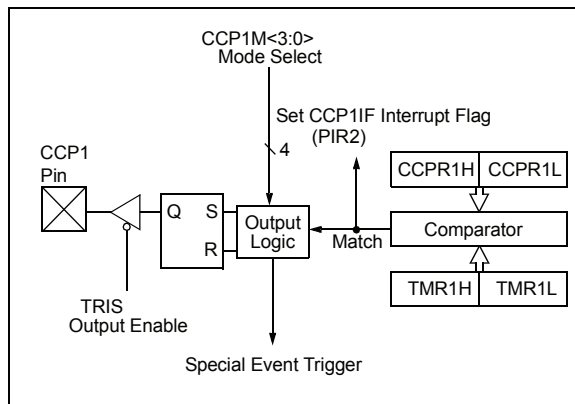 CCP1M<3:0>
Mode Select
Set CCP1IF Interrupt Flag
(PIR2)
4
CCP1
Pin
CCPR1H CCPR1L
Q S
R
Output
Logic
Match
Comparator
TRIS
Output Enable
TMR1H TMR1L
Special Event Trigger